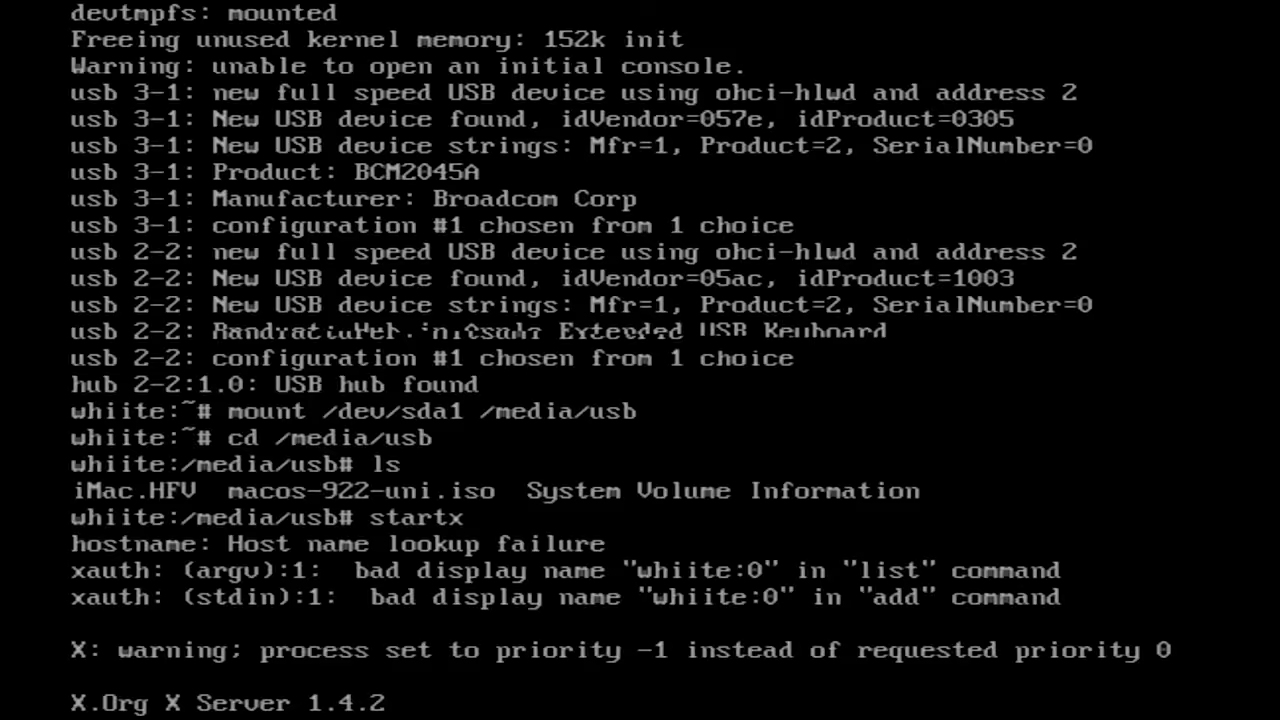 devtmpfs: mounted
Freeing unused kernel memory: 152k init
Warning: unable to open an initial console.
usb 3-1: new full speed USB device using ohci-hlwd and address 2
usb 3-1: New USB device found, idVendor=057e, idProduct=0305
usb 3-1: New USB device strings: Mfr=1, Product=2, SerialNumber=0
usb 3-1: Product: BCM2045A
usb 3-1: Manufacturer: Broadcom Corp
usb 3-1: configuration #1 chosen from 1 choice
usb 2-2: new full speed USB device using ohci-hlwd and address 2
usb 2-2: New USB device found, idVendor=05ac, idProduct=1003
usb 2-2: New USB device strings: Mfr=1, Product=2, SerialNumber=0
usb 2-2: Extended USB Keyboard
usb 2-2: configuration #1 chosen from 1 choice
hub 2-2:1.0: USB hub found
whiite:~# mount /dev/sda1 /media/usb
whiite:~# cd /media/usb
whiite:/media/usb# ls
iMac.HFV  macos-922-uni.iso  System Volume Information
whiite:/media/usb# startx
hostname: Host name lookup failure
xauth: (argv):1:  bad display name "whiite:0" in "list" command
xauth: (stdin):1:  bad display name "whiite:0" in "add" command
X: warning; process set to priority -1 instead of requested priority 0
X.Org X Server 1.4.2